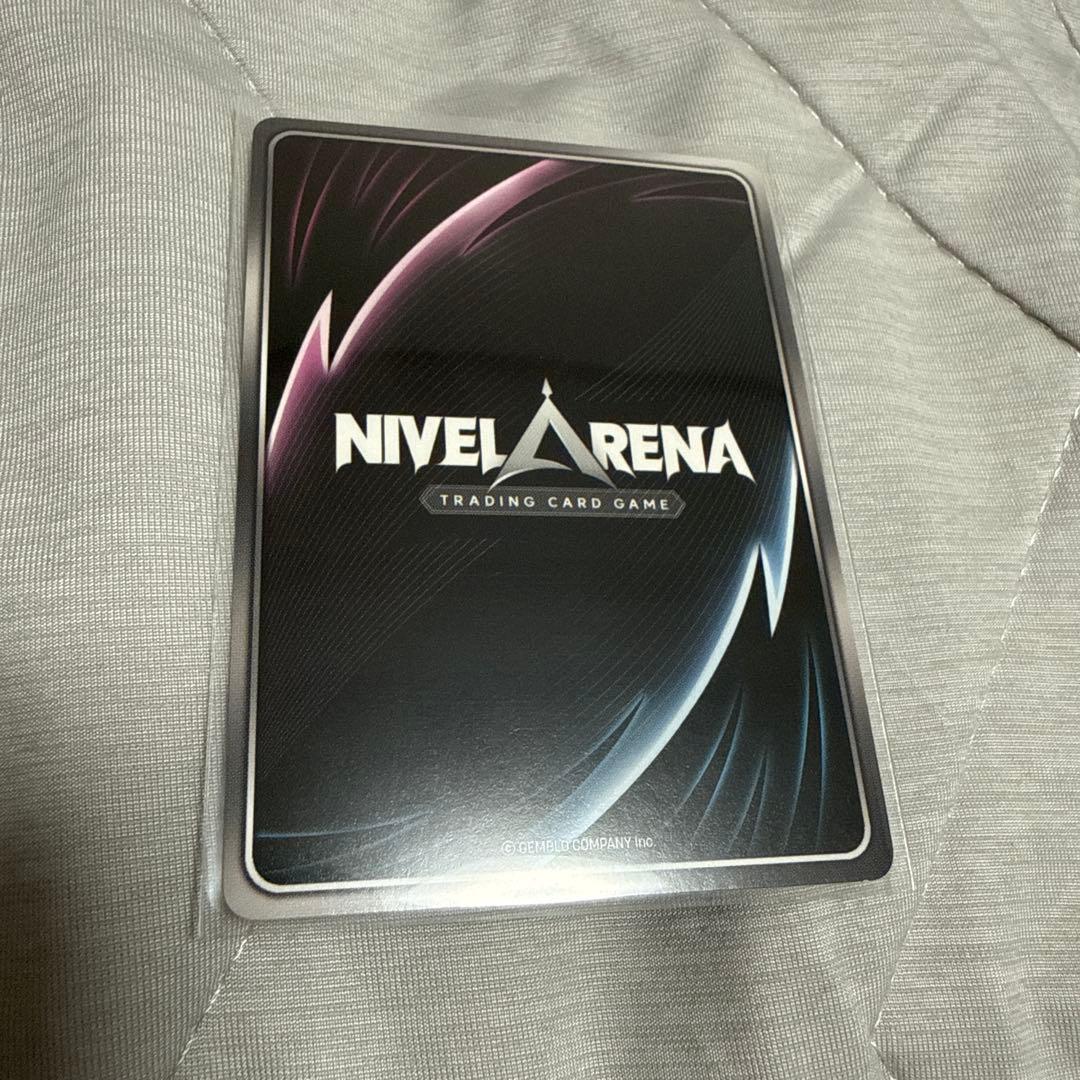 NIVEL ARENA
TRADING CARD GAME
© GEMBLO COMPANY Inc.